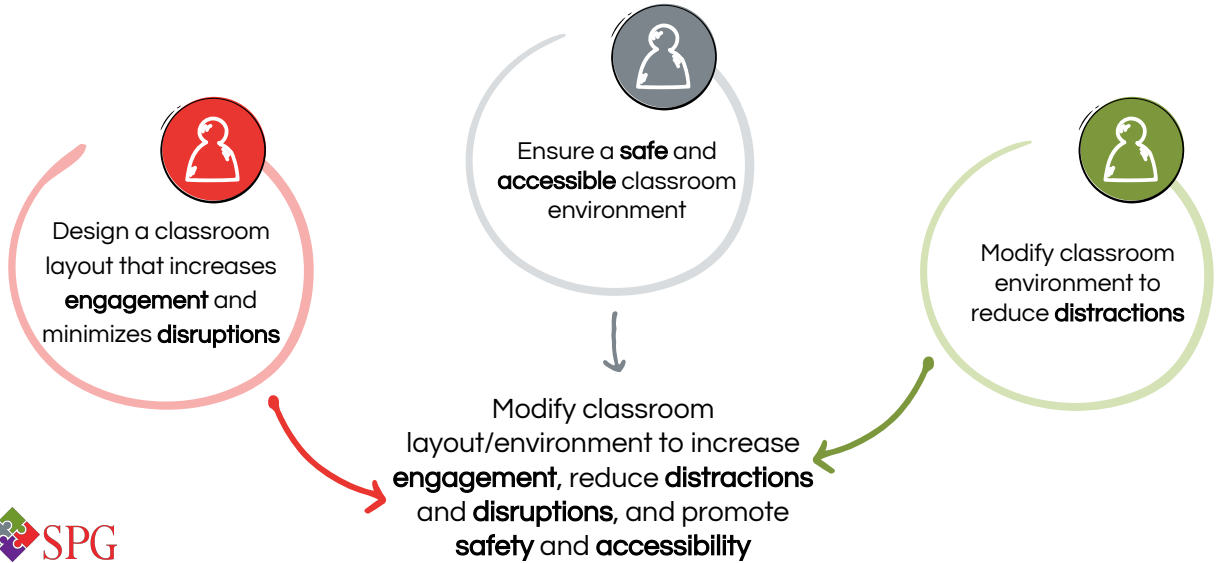 Design a classroom
layout that increases
engagement and
minimizes disruptions
Ensure a safe and
accessible classroom
environment
Modify classroom
environment to
reduce distractions
Modify classroom
layout/environment to increase
engagement, reduce distractions
and disruptions, and promote
safety and accessibility
SPG